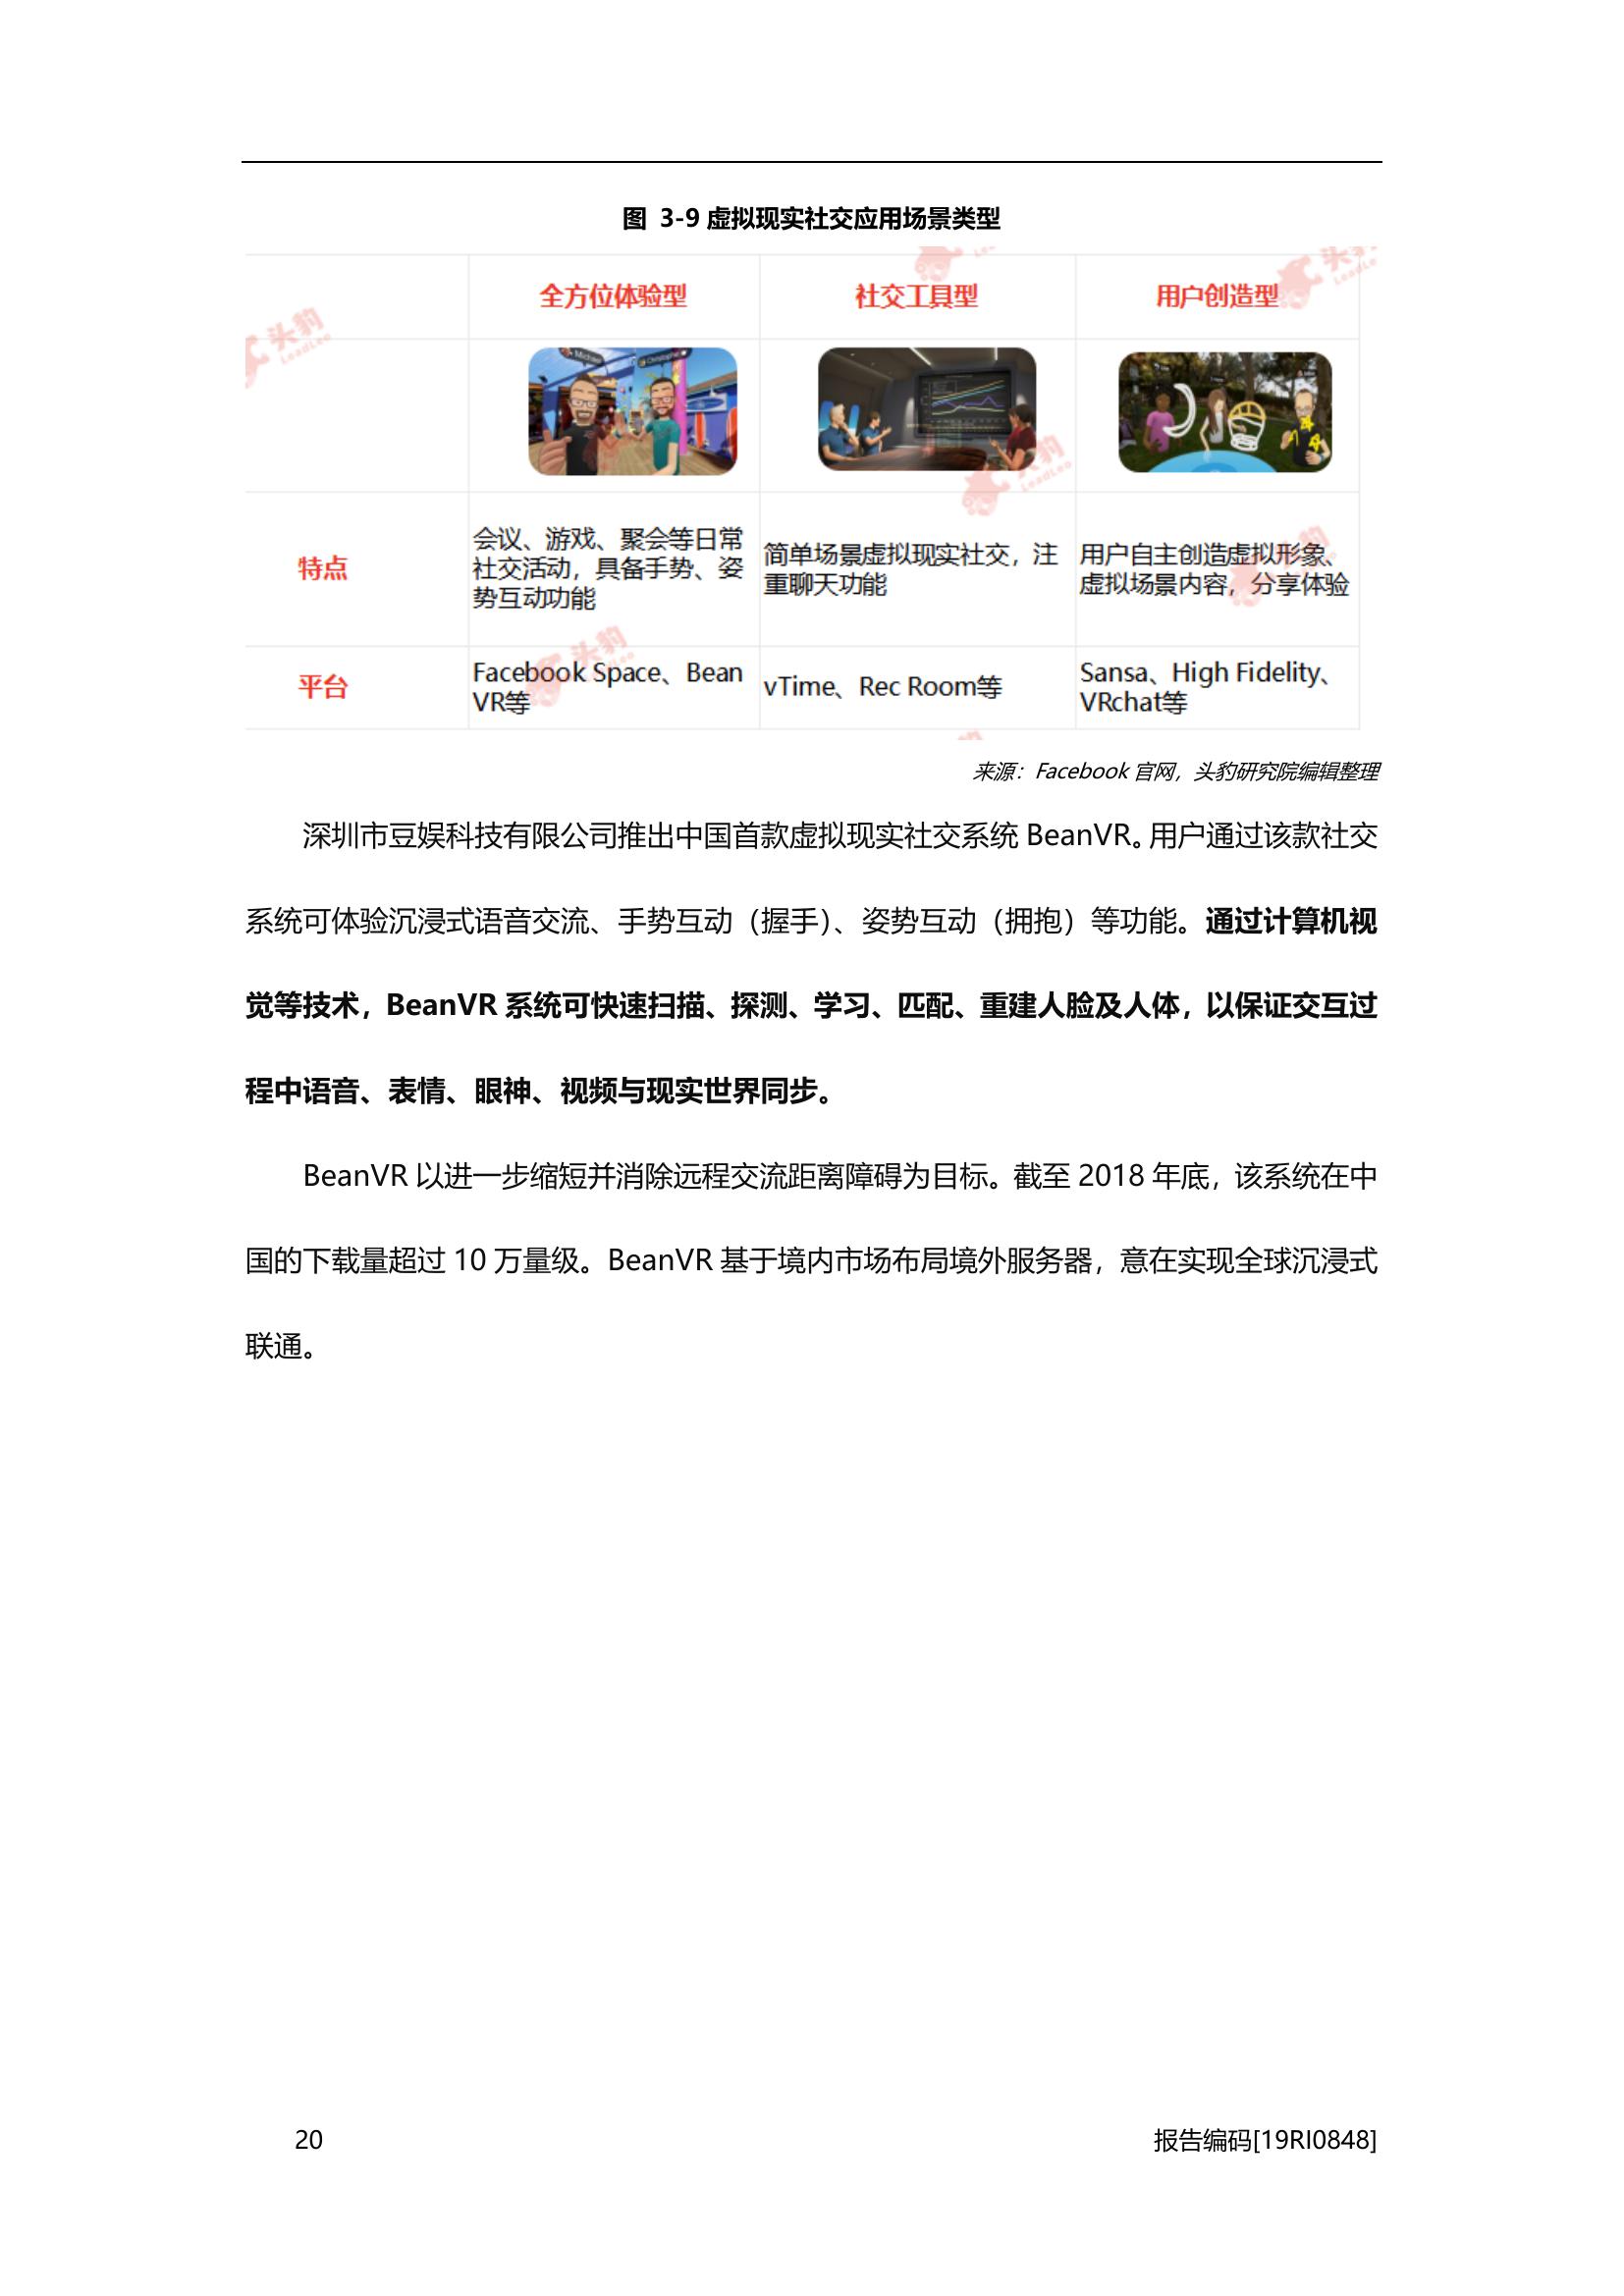 图 3-9 虚拟现实社交应用场景类型
全方位体验型
社交工具型
用户创造型
Michael
Christophe
特点
会议、游戏、聚会等日常
社交活动，具备手势、姿
势互动功能
简单场景虚拟现实社交，注
重聊天功能
用户自主创造虚拟形象、
虚拟场景内容，分享体验
平台
Facebook Space、Bean
VR等
vTime、Rec Room等
Sansa、High Fidelity、
VRchat等
头豹
LeadLeo
来源：Facebook 官网，头豹研究院编辑整理
深圳市豆娱科技有限公司推出中国首款虚拟现实社交系统 BeanVR。用户通过该款社交
系统可体验沉浸式语音交流、手势互动（握手）、姿势互动（拥抱）等功能。通过计算机视
觉等技术，BeanVR 系统可快速扫描、探测、学习、匹配、重建人脸及人体，以保证交互过
程中语音、表情、眼神、视频与现实世界同步。
BeanVR 以进一步缩短并消除远程交流距离障碍为目标。截至 2018 年底，该系统在中
国的下载量超过 10 万量级。BeanVR 基于境内市场布局境外服务器，意在实现全球沉浸式
联通。
20
报告编码[19RI0848]